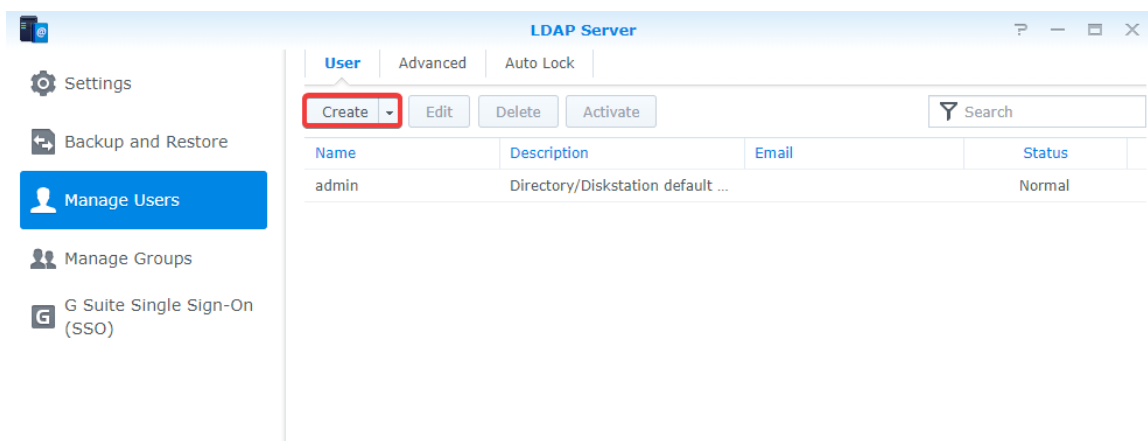 LDAP Server
Settings
Backup and Restore
Manage Users
Manage Groups
G Suite Single Sign-On
(SSO)
User Advanced Auto Lock
Create Edit Delete Activate Search
Name Description Email Status
admin Directory/Diskstation default ... Normal